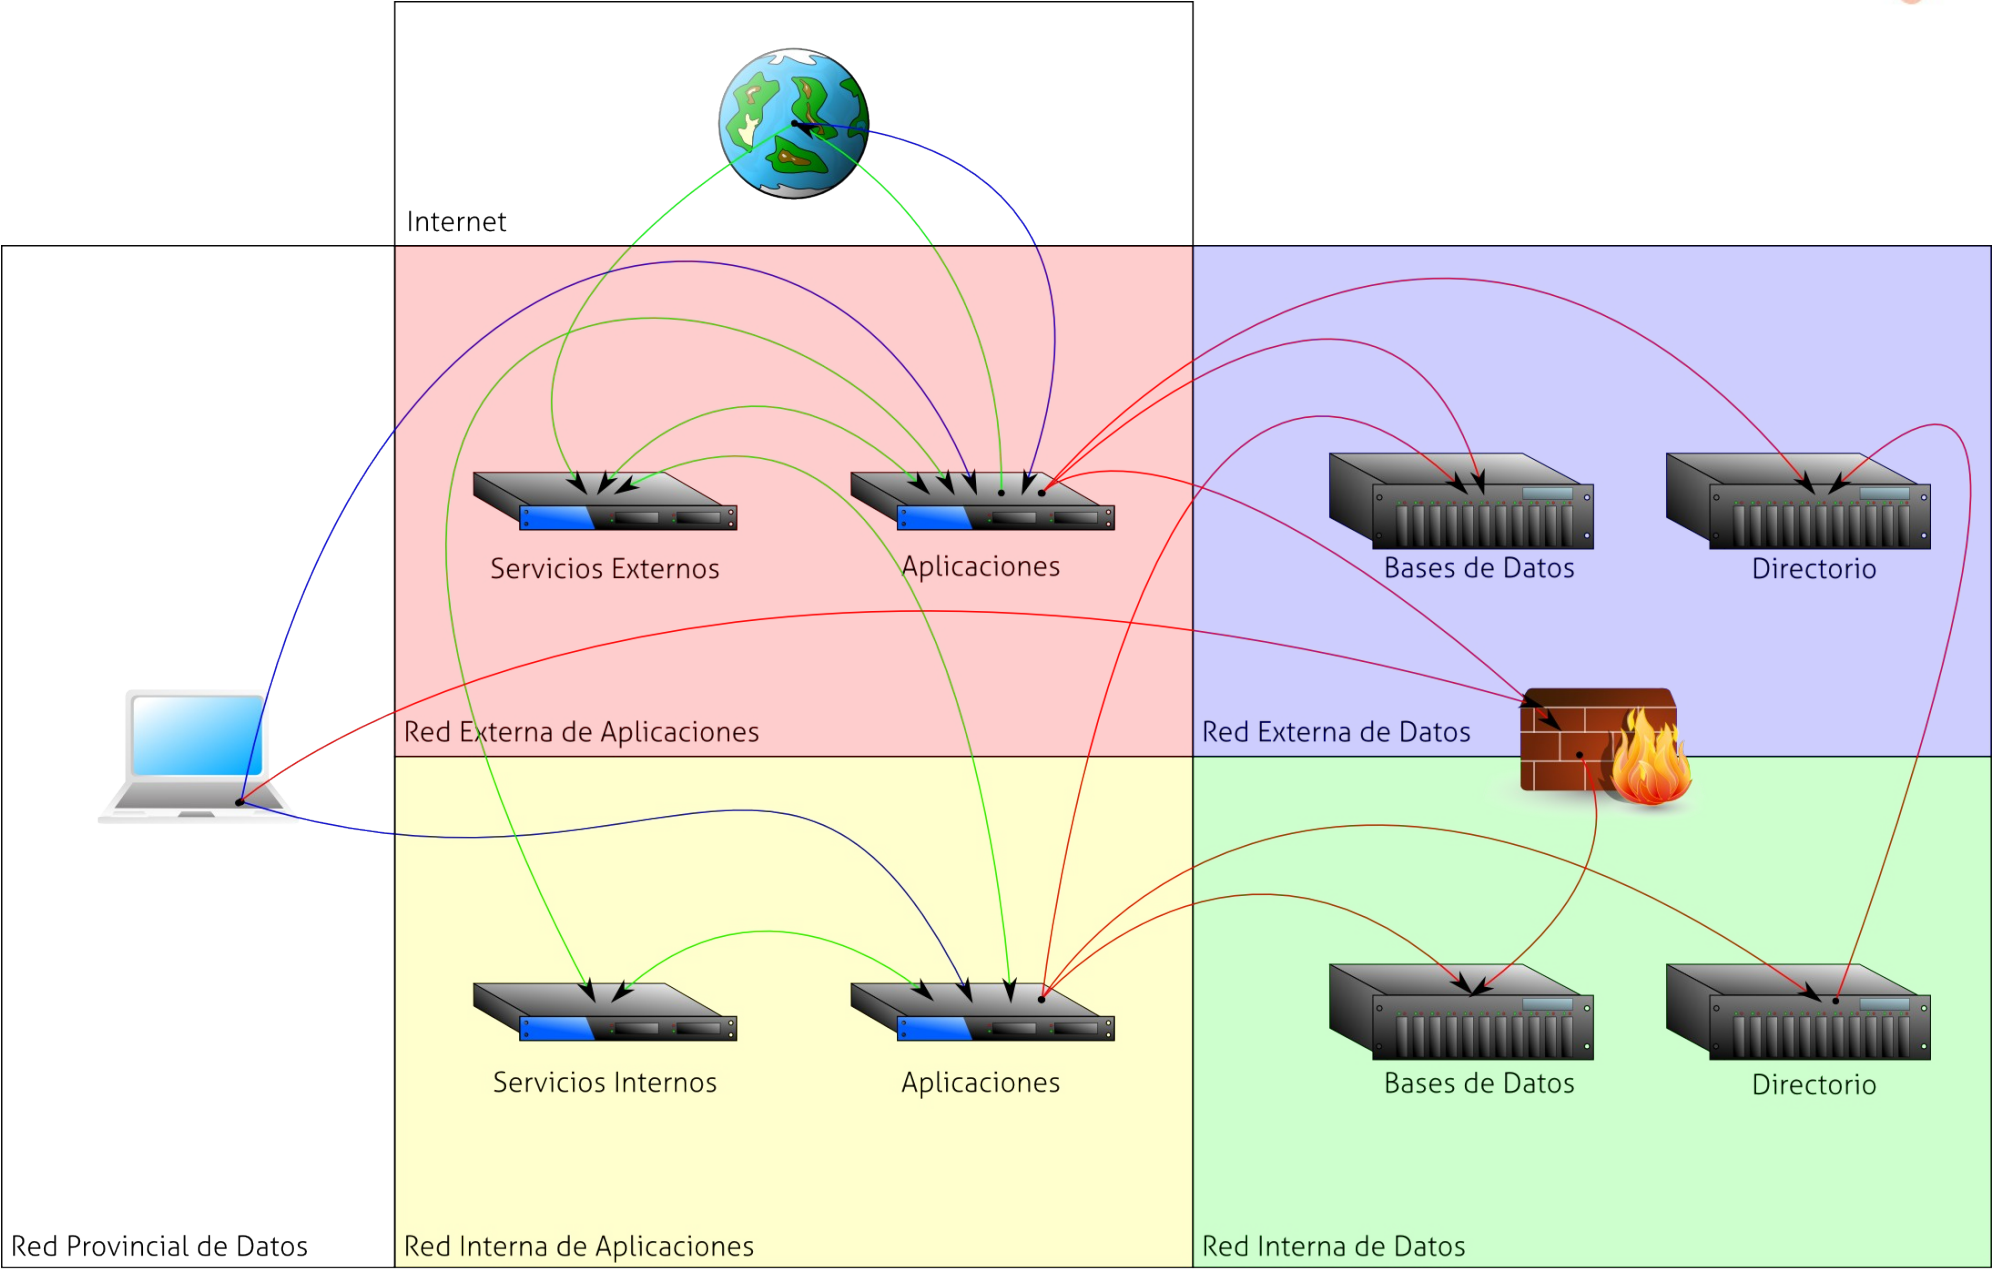 Internet
Servicios Externos
Aplicaciones
Bases de Datos
Directorio
Red Externa de Aplicaciones
Red Externa de Datos
Servicios Internos
Aplicaciones
Bases de Datos
Directorio
Red Provincial de Datos
Red Interna de Aplicaciones
Red Interna de Datos